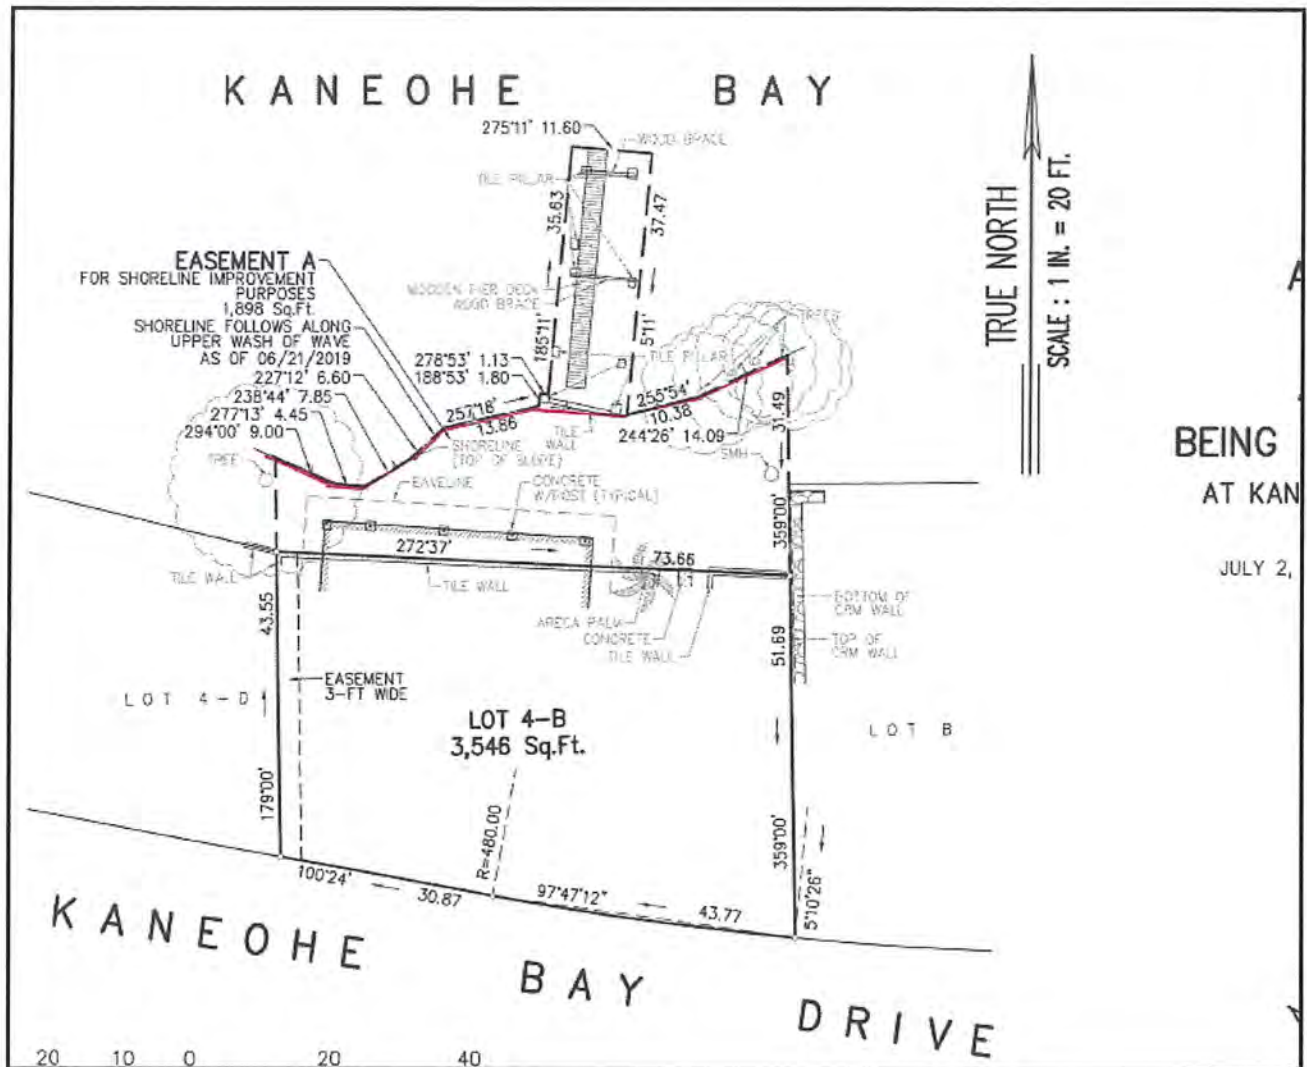 KANEOHE BAY
275°11' 11.60
WOOD BRACE
TILE PILLAR
35.63
37.47
TRUE NORTH
SCALE : 1 IN. = 20 FT.
EASEMENT A
FOR SHORELINE IMPROVEMENT
PURPOSES
1,898 Sq.Ft.
SHORELINE FOLLOWS ALONG
UPPER WASH OF WAVE
AS OF 06/21/2019
WOODEN PIER DECK
WOOD BRACE
185°11'
5°11'
TREES
TILE PILLAR
278°53' 1.13
188°53' 1.80
227°12' 6.60
238°44' 7.85
277°13' 4.45
294°00' 9.00
257°18'
13.86
255°54'
10.38
244°26' 14.09
31.49
TREE
SHORELINE
(TOP OF SLOPE)
TILE
WALL
SMH
BEING
AT KAN
JULY 2,
EAVELINE
CONCRETE
W/POST (TYPICAL)
359°00'
272°37'
73.66
TILE WALL
TILE WALL
ARECA PALM
CONCRETE
TILE WALL
BOTTOM OF
CRM WALL
TOP OF
CRM WALL
43.55
51.69
EASEMENT
3-FT WIDE
LOT 4-D
LOT 4-B
3,546 Sq.Ft.
LOT B
179°00'
R=480.00
359°00'
100°24'
30.87
97°47'12"
43.77
5°10'26"
KANEOHE BAY DRIVE
20 10 0 20 40